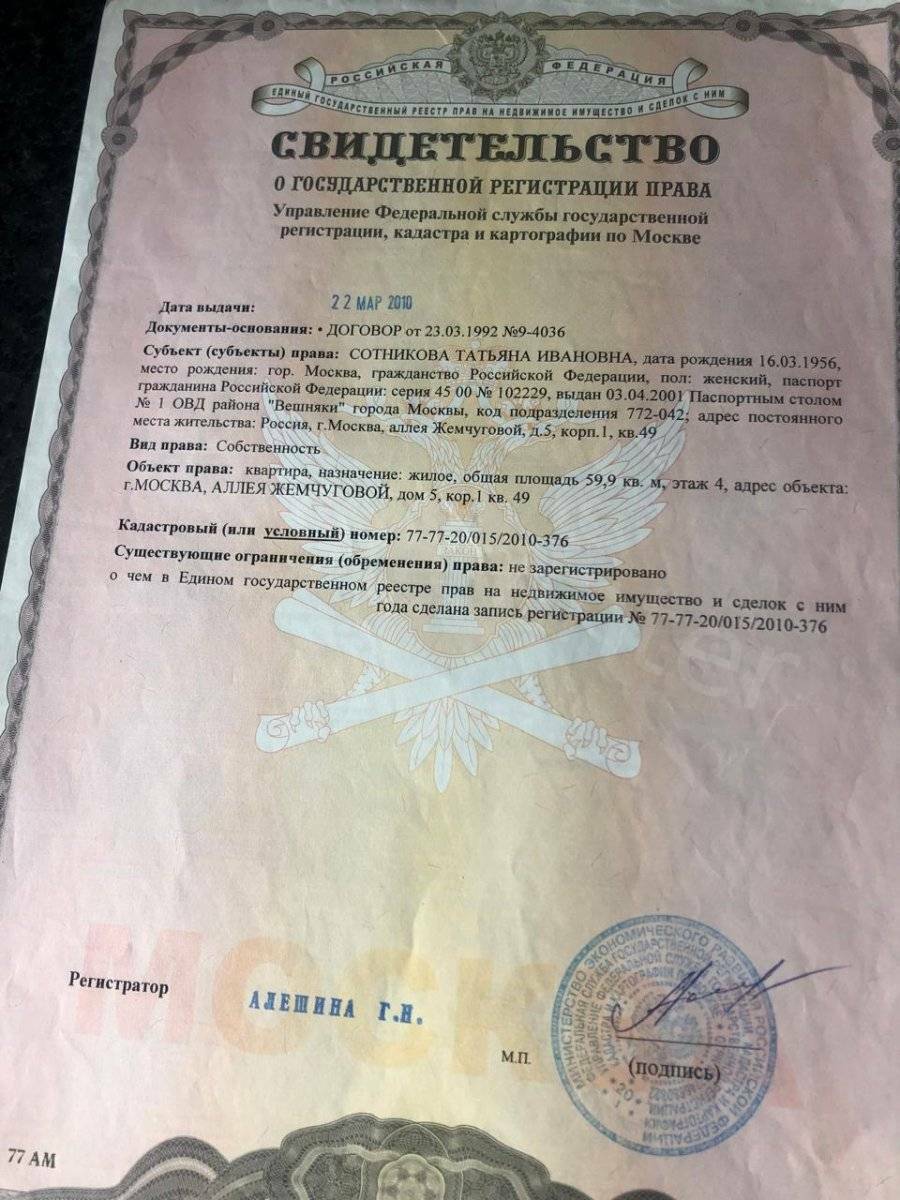 РОССИЙСКАЯ ФЕДЕРАЦИЯ
ЕДИНЫЙ ГОСУДАРСТВЕННЫЙ РЕЕСТР ПРАВ НА НЕДВИЖИМОЕ ИМУЩЕСТВО И СДЕЛОК С НИМ
СВИДЕТЕЛЬСТВО
О ГОСУДАРСТВЕННОЙ РЕГИСТРАЦИИ ПРАВА
Управление Федеральной службы государственной
регистрации, кадастра и картографии по Москве
Дата выдачи: 22 МАР 2010
Документы-основания: • ДОГОВОР от 23.03.1992 №9-4036
Субъект (субъекты) права: СОТНИКОВА ТАТЬЯНА ИВАНОВНА, дата рождения 16.03.1956,
место рождения: гор. Москва, гражданство Российской Федерации, пол: женский, паспорт
гражданина Российской Федерации: серия 45 00 № 102229, выдан 03.04.2001 Паспортным столом
№ 1 ОВД района "Вешняки" города Москвы, код подразделения 772-042; адрес постоянного
места жительства: Россия, г.Москва, аллея Жемчуговой, д.5, корп.1, кв.49
Вид права: Собственность
Объект права: квартира, назначение: жилое, общая площадь 59,9 кв. м, этаж 4, адрес объекта:
г.МОСКВА, АЛЛЕЯ ЖЕМЧУГОВОЙ, дом 5, кор.1 кв. 49
Кадастровый (или условный) номер: 77-77-20/015/2010-376
Существующие ограничения (обременения) права: не зарегистрировано
о чем в Едином государственном реестре прав на недвижимое имущество и сделок с ним
года сделана запись регистрации № 77-77-20/015/2010-376
ЗАКОН
МОСК
Регистратор АЛЕШИНА Г.Н.
М.П.
(подпись)
77 АМ